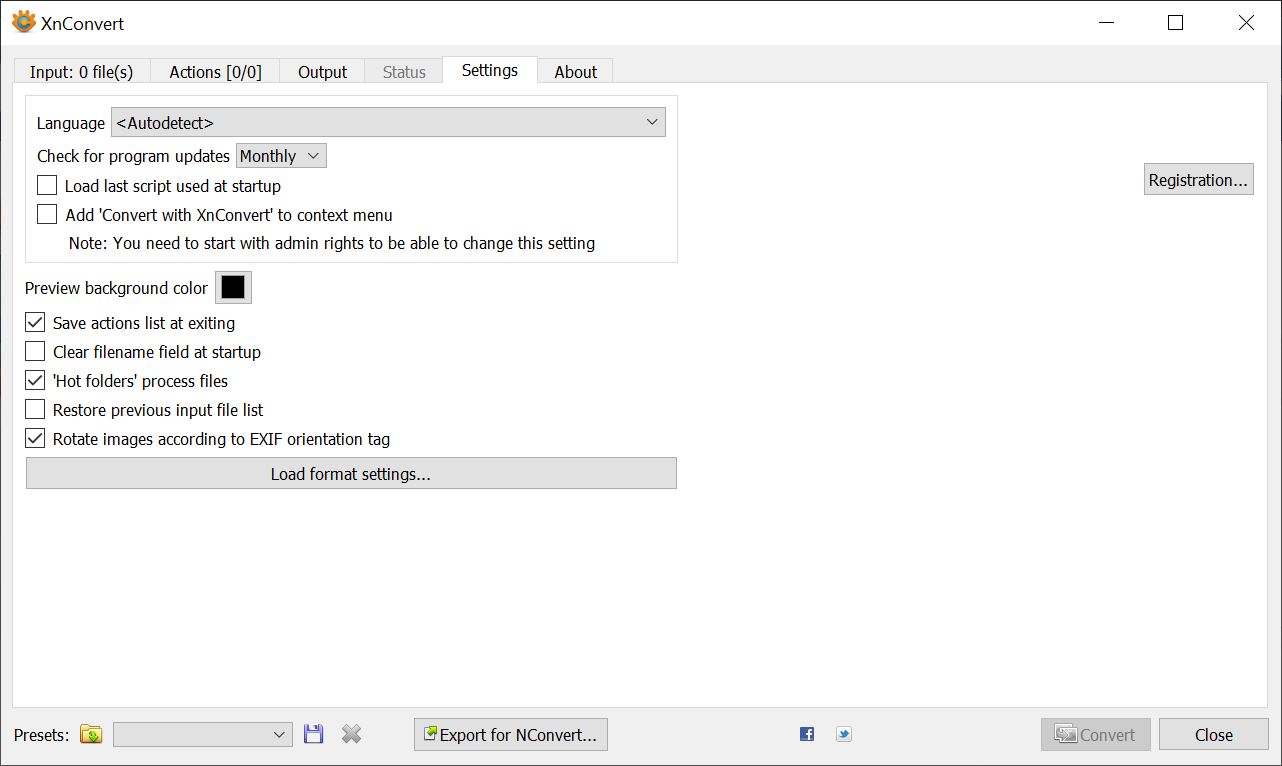 XnConvert
Input: 0 file(s) Actions [0/0] Output Status Settings About
Language <Autodetect>
Check for program updates Monthly
Registration...
Load last script used at startup
Add 'Convert with XnConvert' to context menu
Note: You need to start with admin rights to be able to change this setting
Preview background color
Save actions list at exiting
Clear filename field at startup
'Hot folders' process files
Restore previous input file list
Rotate images according to EXIF orientation tag
Load format settings...
Presets: Export for NConvert... Convert Close